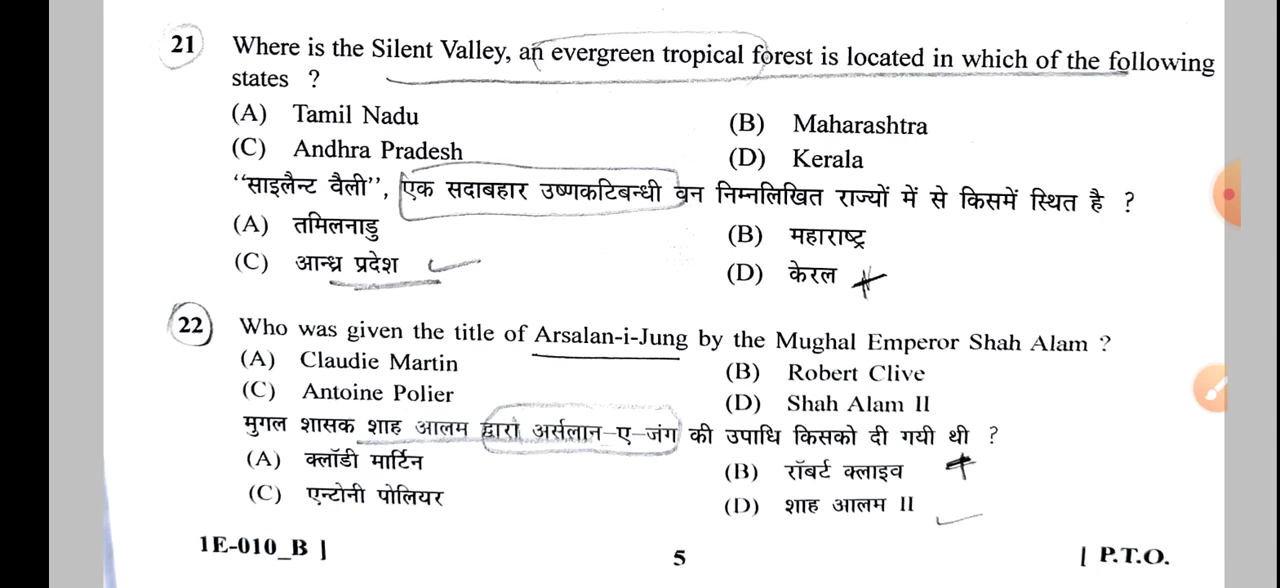 21 Where is the Silent Valley, an evergreen tropical forest is located in which of the following
states ?
(A) Tamil Nadu (B) Maharashtra
(C) Andhra Pradesh (D) Kerala
“साइलैन्ट वैली”, एक सदाबहार उष्णकटिबन्धी वन निम्नलिखित राज्यों में से किसमें स्थित है ?
(A) तमिलनाडु (B) महाराष्ट्र
(C) आन्ध्र प्रदेश (D) केरल
22 Who was given the title of Arsalan-i-Jung by the Mughal Emperor Shah Alam ?
(A) Claudie Martin (B) Robert Clive
(C) Antoine Polier (D) Shah Alam II
मुगल शासक शाह आलम द्वारा अर्सलान-ए-जंग की उपाधि किसको दी गयी थी ?
(A) क्लॉडी मार्टिन (B) रॉबर्ट क्लाइव
(C) एन्टोनी पोलियर (D) शाह आलम II
1E-010_B ] 5 [ P.T.O.